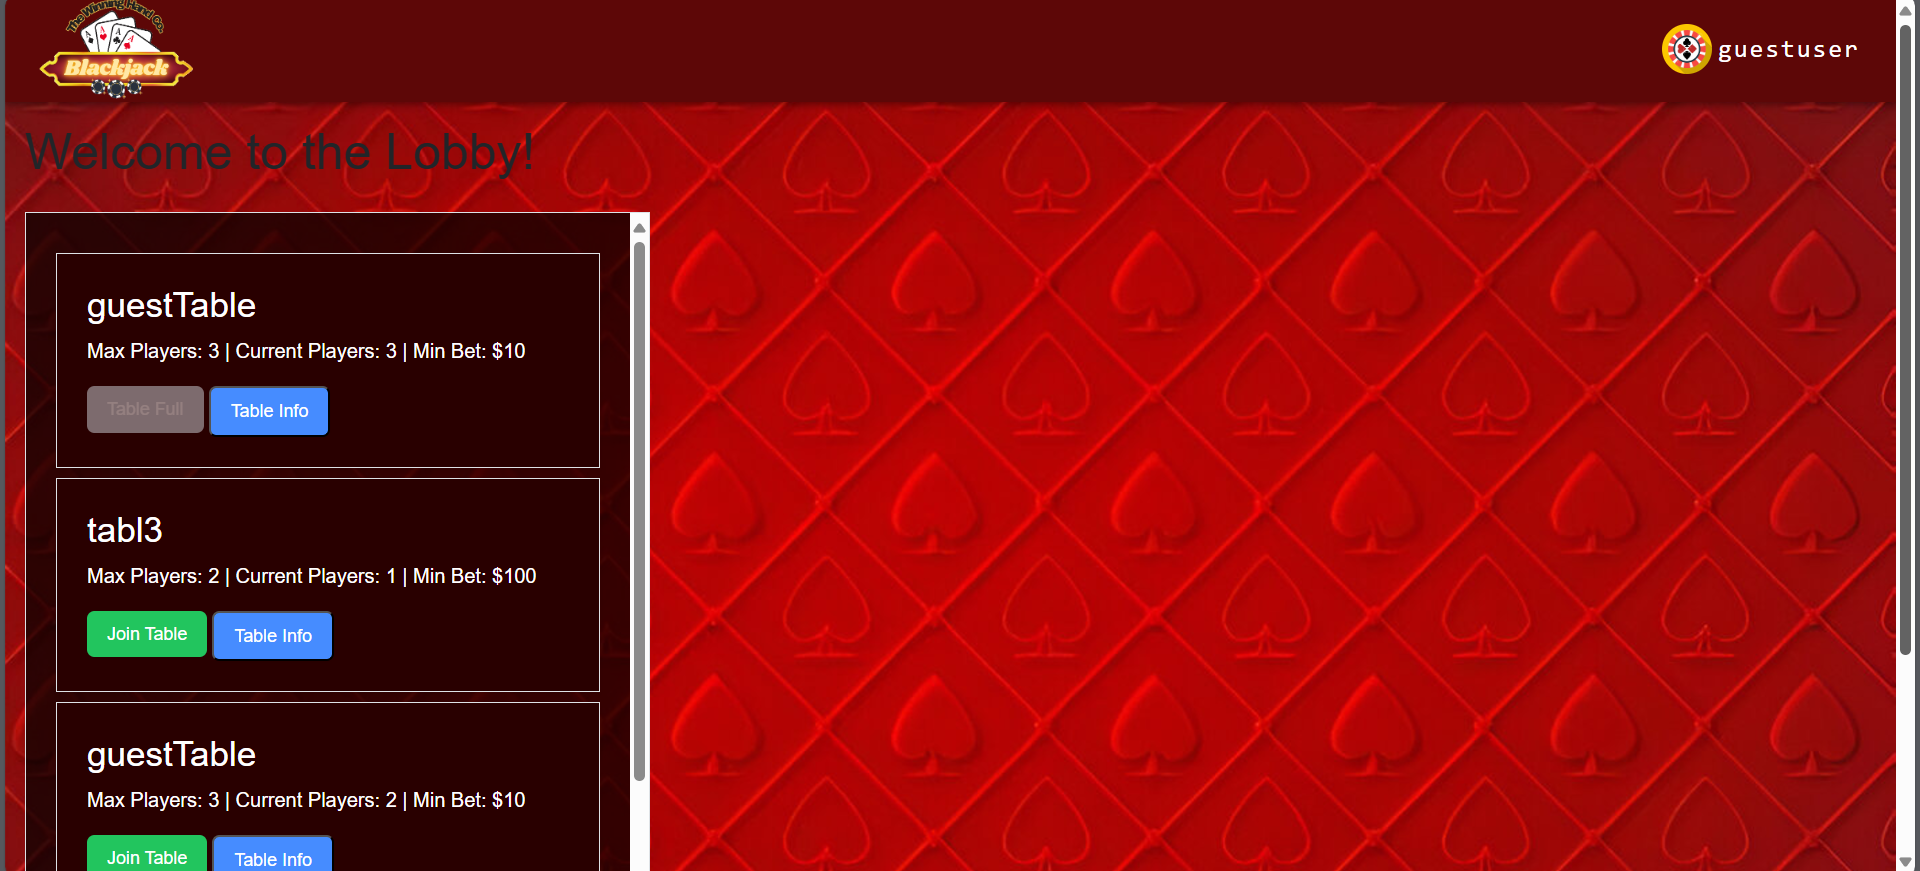 The Winning Hand Co.
A A A A
Blackjack
guestuser
Welcome to the Lobby!
guestTable
Max Players: 3 | Current Players: 3 | Min Bet: $10
Table Full Table Info
tabl3
Max Players: 2 | Current Players: 1 | Min Bet: $100
Join Table Table Info
guestTable
Max Players: 3 | Current Players: 2 | Min Bet: $10
Join Table Table Info